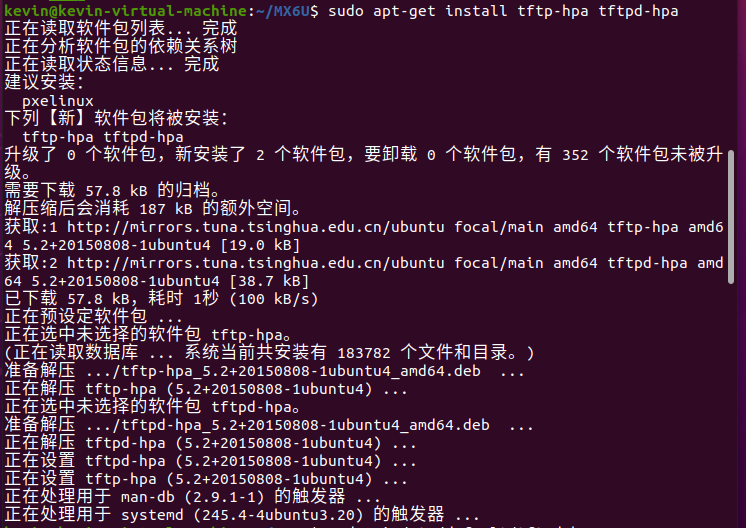 kevin@kevin-virtual-machine:~/MX6U$ sudo apt-get install tftp-hpa tftpd-hpa
正在读取软件包列表... 完成
正在分析软件包的依赖关系树
正在读取状态信息... 完成
建议安装：
  pxelinux
下列【新】软件包将被安装：
  tftp-hpa tftpd-hpa
升级了 0 个软件包，新安装了 2 个软件包，要卸载 0 个软件包，有 352 个软件包未被升
级。
需要下载 57.8 kB 的归档。
解压缩后会消耗 187 kB 的额外空间。
获取:1 http://mirrors.tuna.tsinghua.edu.cn/ubuntu focal/main amd64 tftp-hpa amd6
4 5.2+20150808-1ubuntu4 [19.0 kB]
获取:2 http://mirrors.tuna.tsinghua.edu.cn/ubuntu focal/main amd64 tftpd-hpa amd
64 5.2+20150808-1ubuntu4 [38.7 kB]
已下载 57.8 kB，耗时 1秒 (100 kB/s)
正在预设定软件包 ...
正在选中未选择的软件包 tftp-hpa。
(正在读取数据库 ... 系统当前共安装有 183782 个文件和目录。)
准备解压 .../tftp-hpa_5.2+20150808-1ubuntu4_amd64.deb  ...
正在解压 tftp-hpa (5.2+20150808-1ubuntu4) ...
正在选中未选择的软件包 tftpd-hpa。
准备解压 .../tftpd-hpa_5.2+20150808-1ubuntu4_amd64.deb  ...
正在解压 tftpd-hpa (5.2+20150808-1ubuntu4) ...
正在设置 tftpd-hpa (5.2+20150808-1ubuntu4) ...
正在设置 tftp-hpa (5.2+20150808-1ubuntu4) ...
正在处理用于 man-db (2.9.1-1) 的触发器 ...
正在处理用于 systemd (245.4-4ubuntu3.20) 的触发器 ...